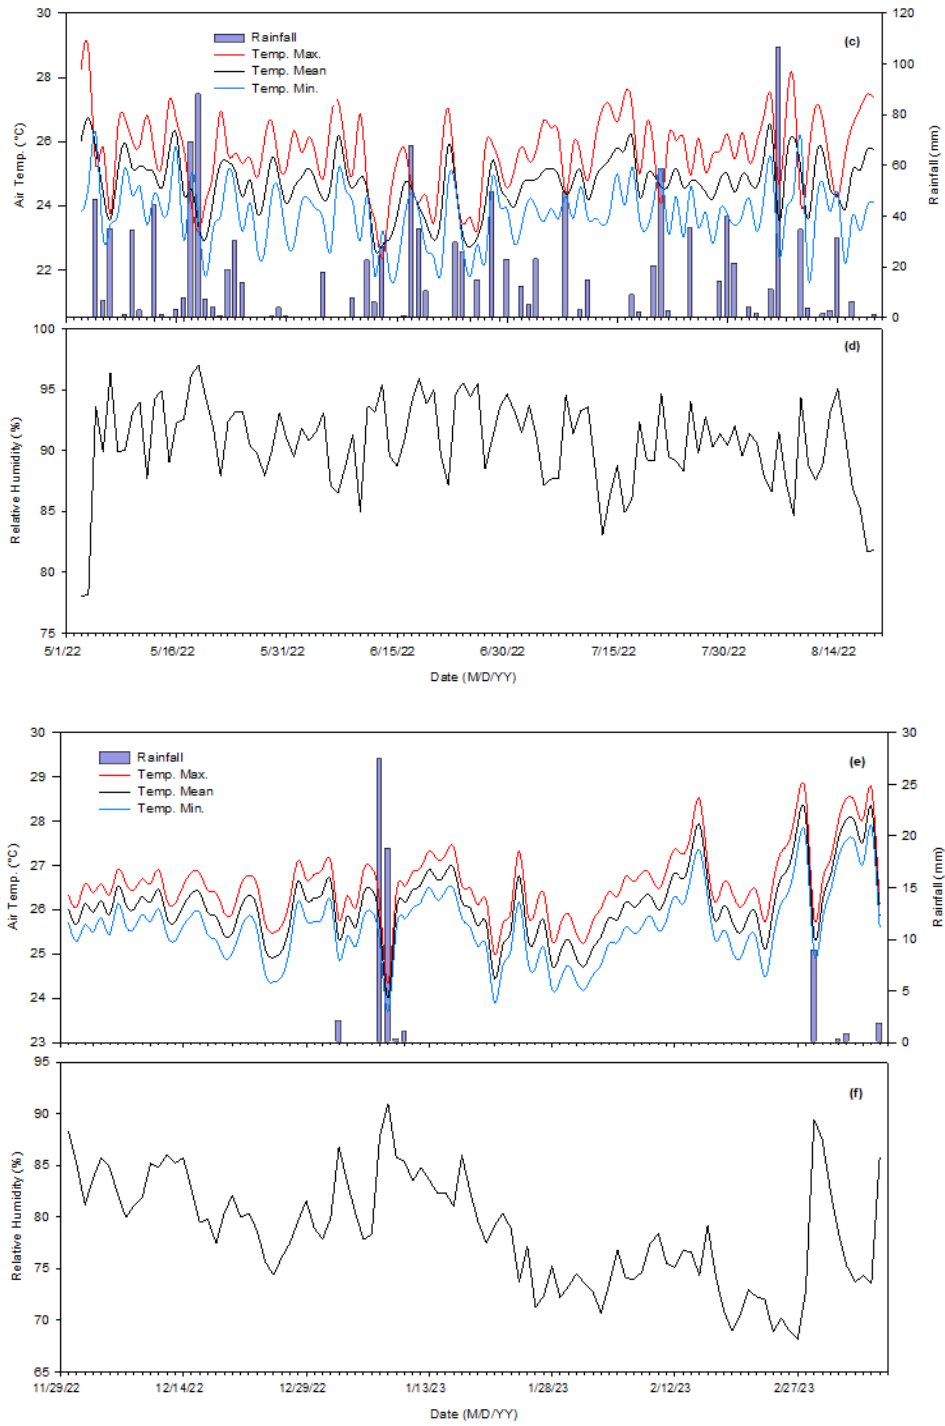 30
28
26
24
22
Air Temp. (°C)
Rainfall
Temp. Max.
Temp. Mean
Temp. Min.
(c)
120
100
80
60
40
20
0
Rainfall (mm)
100
95
90
85
80
75
Relative Humidity (%)
(d)
5/1/22 5/16/22 5/31/22 6/15/22 6/30/22 7/15/22 7/30/22 8/14/22
Date (M/D/YY)
30
29
28
27
26
25
24
23
Air Temp. (°C)
Rainfall
Temp. Max.
Temp. Mean
Temp. Min.
(e)
30
25
20
15
10
5
0
Rainfall (mm)
95
90
85
80
75
70
65
Relative Humidity (%)
(f)
11/29/22 12/14/22 12/29/22 1/13/23 1/28/23 2/12/23 2/27/23
Date (M/D/YY)